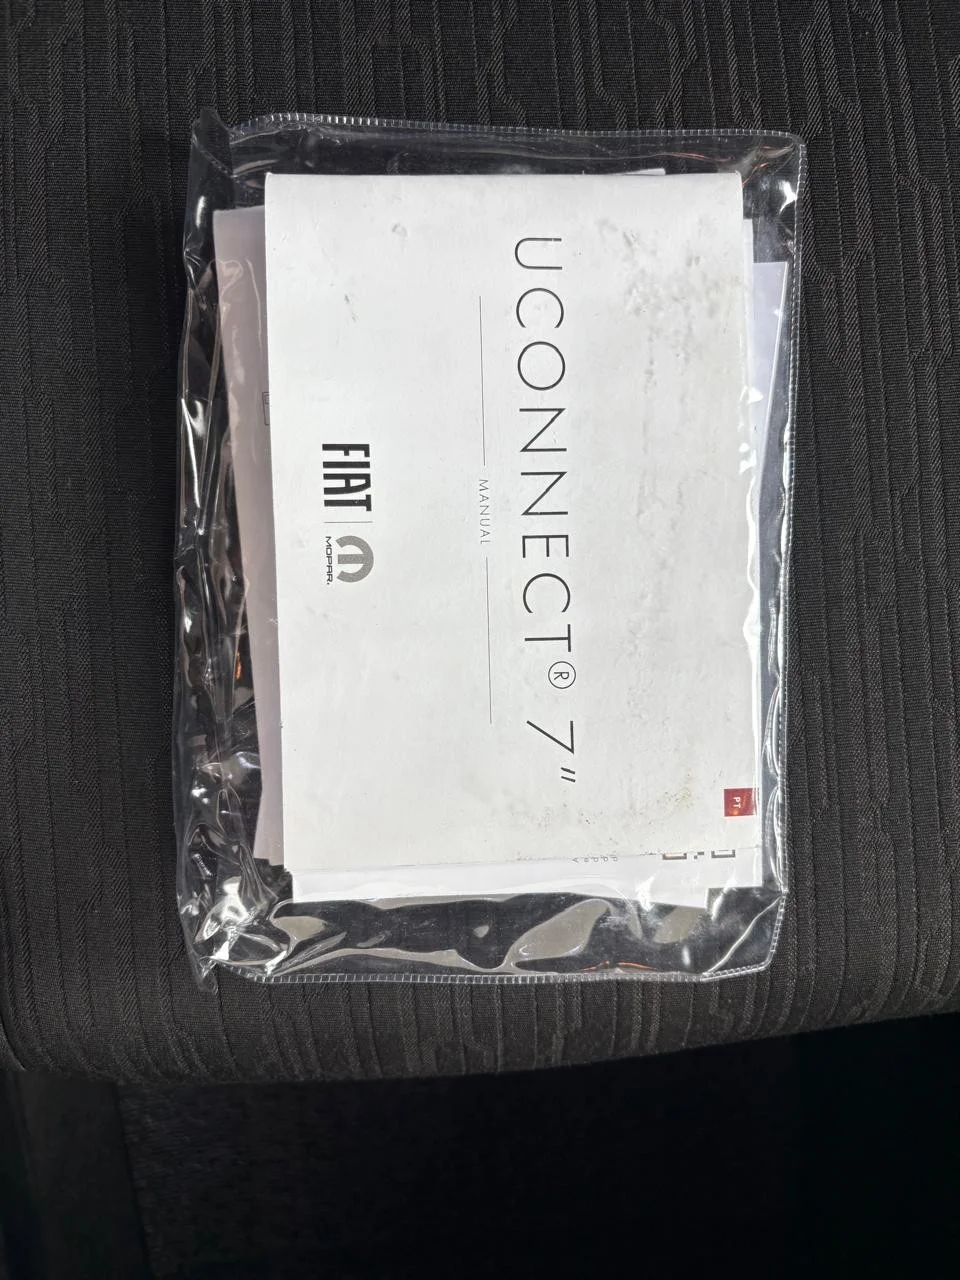 UCONNECT® 7"
MANUAL
FIAT
MOPAR.
PT